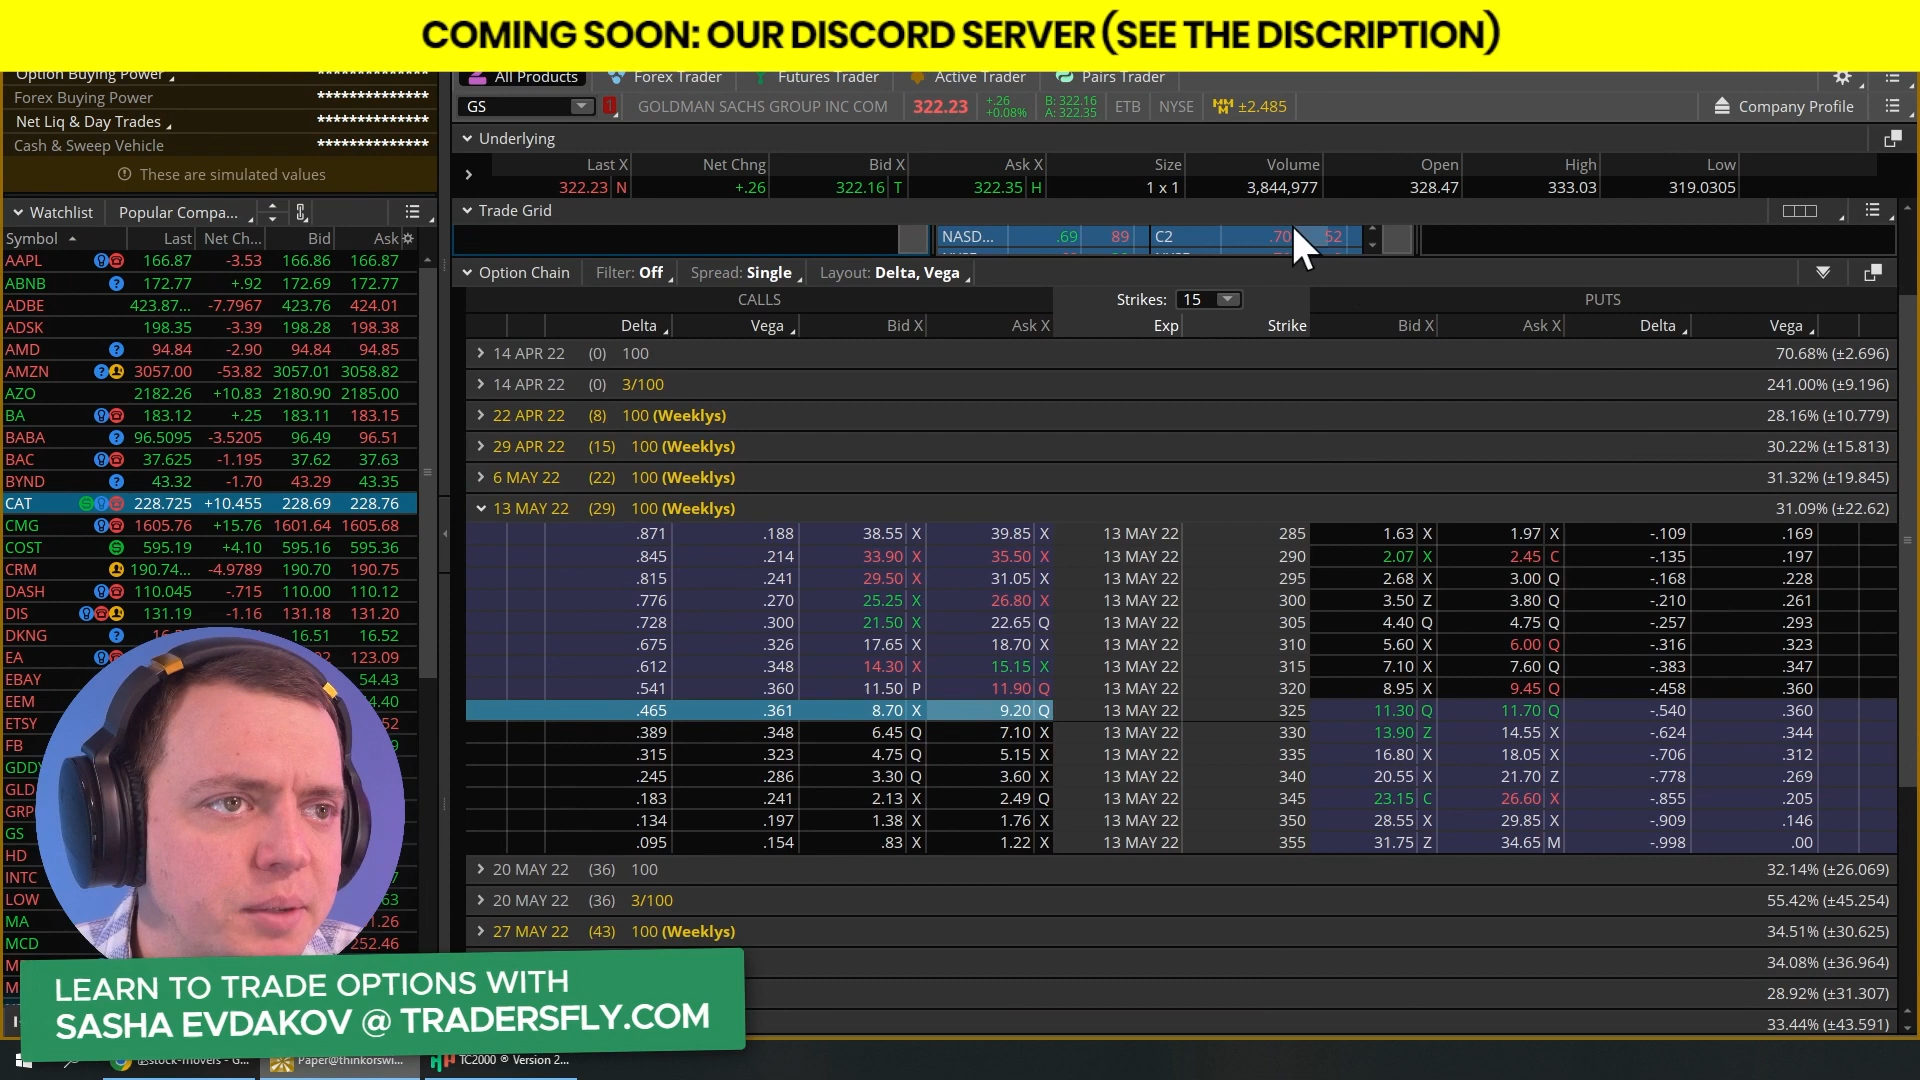 COMING SOON: OUR DISCORD SERVER (SEE THE DISCRIPTION)
Option Buying Power **************
Forex Buying Power **************
Net Liq & Day Trades **************
Cash & Sweep Vehicle **************
These are simulated values
Watchlist Popular Compa...
Symbol Last Net Ch... Bid Ask
AAPL 166.87 -3.53 166.86 166.87
ABNB 172.77 +.92 172.69 172.77
ADBE 423.87... -7.7967 423.76 424.01
ADSK 198.35 -3.39 198.28 198.38
AMD 94.84 -2.90 94.84 94.85
AMZN 3057.00 -53.82 3057.01 3058.82
AZO 2182.26 +10.83 2180.90 2185.00
BA 183.12 +.25 183.11 183.15
BABA 96.5095 -3.5205 96.49 96.51
BAC 37.625 -1.195 37.62 37.63
BYND 43.32 -1.70 43.29 43.35
CAT 228.725 +10.455 228.69 228.76
CMG 1605.76 +15.76 1601.64 1605.68
COST 595.19 +4.10 595.16 595.36
CRM 190.74... -4.9789 190.70 190.75
DASH 110.045 -.715 110.00 110.12
DIS 131.19 -1.16 131.18 131.20
DKNG 16.51 16.52
EA 123.09
EBAY 54.43
EEM
ETSY
FB
GDD
GLD
GRP
GS
HD
INTC
LOW
MA
MCD 252.46
All Products Forex Trader Futures Trader Active Trader Pairs Trader
GS 1 GOLDMAN SACHS GROUP INC COM 322.23 +.26 +0.08% B: 322.16 A: 322.35 ETB NYSE ±2.485 Company Profile
Underlying
Last X Net Chng Bid X Ask X Size Volume Open High Low
322.23 N +.26 322.16 T 322.35 H 1 x 1 3,844,977 328.47 333.03 319.0305
Trade Grid
NASD... .69 89 C2 .70 52
Option Chain Filter: Off Spread: Single Layout: Delta, Vega
CALLS Strikes: 15 PUTS
Delta Vega Bid X Ask X Exp Strike Bid X Ask X Delta Vega
14 APR 22 (0) 100 70.68% (±2.696)
14 APR 22 (0) 3/100 241.00% (±9.196)
22 APR 22 (8) 100 (Weeklys) 28.16% (±10.779)
29 APR 22 (15) 100 (Weeklys) 30.22% (±15.813)
6 MAY 22 (22) 100 (Weeklys) 31.32% (±19.845)
13 MAY 22 (29) 100 (Weeklys) 31.09% (±22.62)
.871 .188 38.55 X 39.85 X 13 MAY 22 285 1.63 X 1.97 X -.109 .169
.845 .214 33.90 X 35.50 X 13 MAY 22 290 2.07 X 2.45 C -.135 .197
.815 .241 29.50 X 31.05 X 13 MAY 22 295 2.68 X 3.00 Q -.168 .228
.776 .270 25.25 X 26.80 X 13 MAY 22 300 3.50 Z 3.80 Q -.210 .261
.728 .300 21.50 X 22.65 Q 13 MAY 22 305 4.40 Q 4.75 Q -.257 .293
.675 .326 17.65 X 18.70 X 13 MAY 22 310 5.60 X 6.00 Q -.316 .323
.612 .348 14.30 X 15.15 X 13 MAY 22 315 7.10 X 7.60 Q -.383 .347
.541 .360 11.50 P 11.90 Q 13 MAY 22 320 8.95 X 9.45 Q -.458 .360
.465 .361 8.70 X 9.20 Q 13 MAY 22 325 11.30 Q 11.70 Q -.540 .360
.389 .348 6.45 Q 7.10 X 13 MAY 22 330 13.90 Z 14.55 X -.624 .344
.315 .323 4.75 Q 5.15 X 13 MAY 22 335 16.80 X 18.05 X -.706 .312
.245 .286 3.30 Q 3.60 X 13 MAY 22 340 20.55 X 21.70 Z -.778 .269
.183 .241 2.13 X 2.49 Q 13 MAY 22 345 23.15 C 26.60 X -.855 .205
.134 .197 1.38 X 1.76 X 13 MAY 22 350 28.55 X 29.85 X -.909 .146
.095 .154 .83 X 1.22 X 13 MAY 22 355 31.75 Z 34.65 M -.998 .00
20 MAY 22 (36) 100 32.14% (±26.069)
20 MAY 22 (36) 3/100 55.42% (±45.254)
27 MAY 22 (43) 100 (Weeklys) 34.51% (±30.625)
34.08% (±36.964)
28.92% (±31.307)
33.44% (±43.591)
LEARN TO TRADE OPTIONS WITH
SASHA EVDAKOV @ TRADERSFLY.COM
stock-movers - G... Paper@thinkorswi... TC2000 ® Version 2...